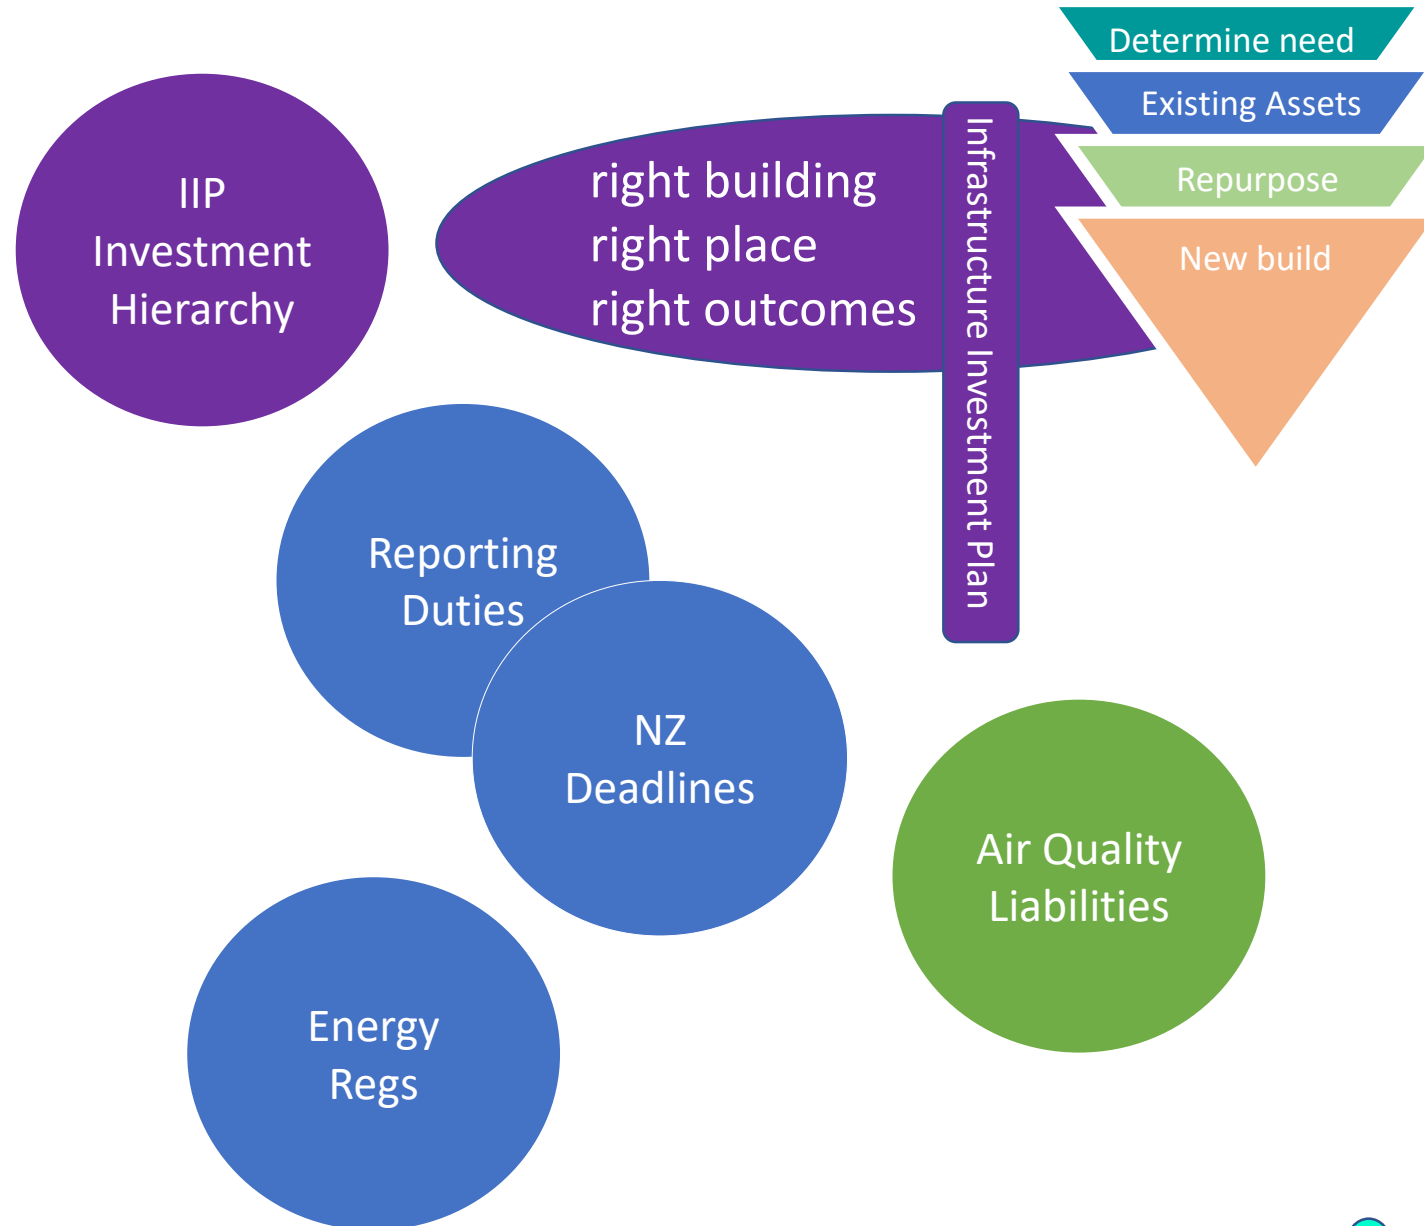 Determine need
Existing Assets
Repurpose
New build
IIP
Investment
Hierarchy
right building
right place
right outcomes
Infrastructure Investment Plan
Reporting
Duties
NZ
Deadlines
Air Quality
Liabilities
Energy
Regs